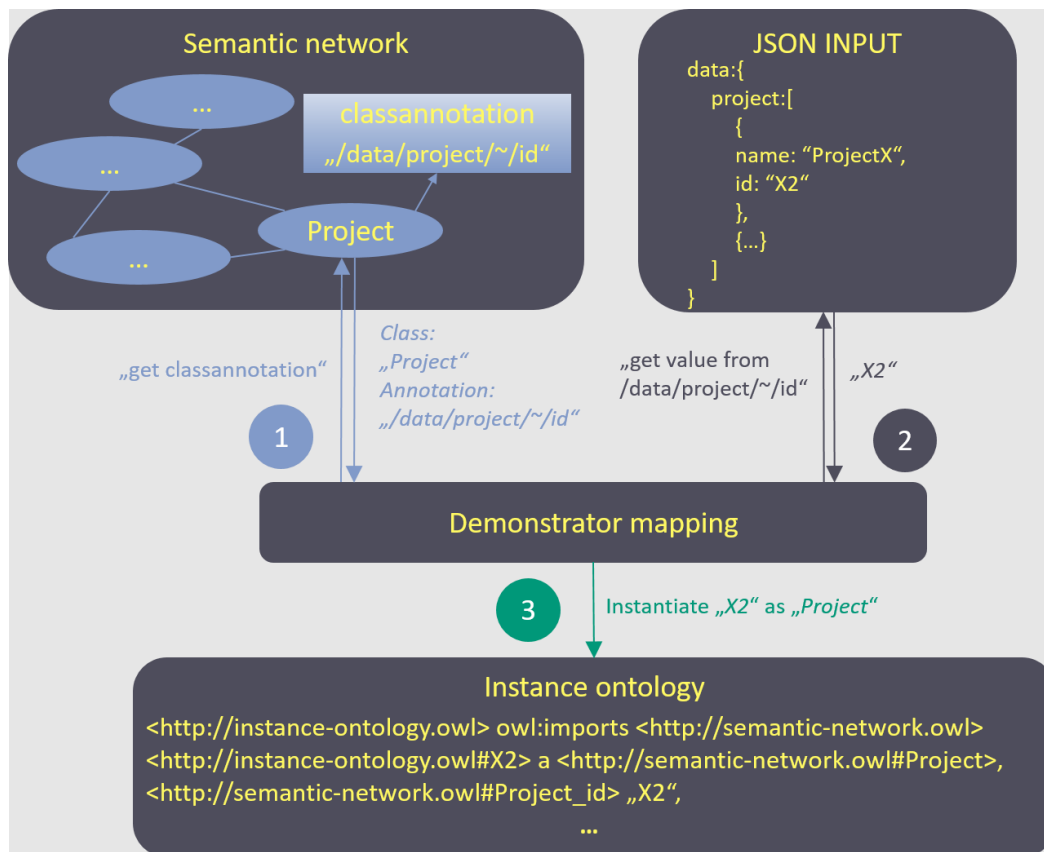 Semantic network
...
classannotation
„/data/project/~/id“
...
Project
...
JSON INPUT
data:{
project:[
{
name: “ProjectX“,
id: “X2“
},
{...}
]
}
„get classannotation“
Class:
„Project“
Annotation:
„/data/project/~/id“
1
„get value from
/data/project/~/id“
„X2“
2
Demonstrator mapping
3
Instantiate „X2“ as „Project“
Instance ontology
<http://instance-ontology.owl> owl:imports <http://semantic-network.owl>
<http://instance-ontology.owl#X2> a <http://semantic-network.owl#Project>,
<http://semantic-network.owl#Project_id> „X2“,
...